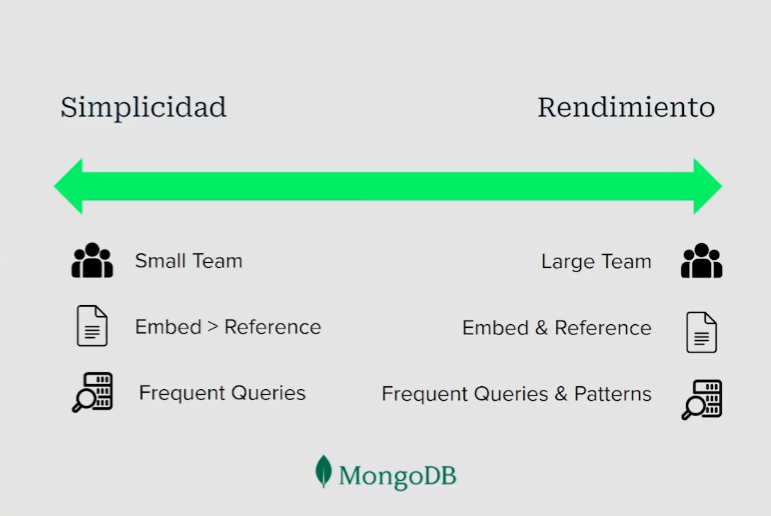 Simplicidad
Rendimiento
Small Team
Large Team
Embed > Reference
Embed & Reference
Frequent Queries
Frequent Queries & Patterns
MongoDB